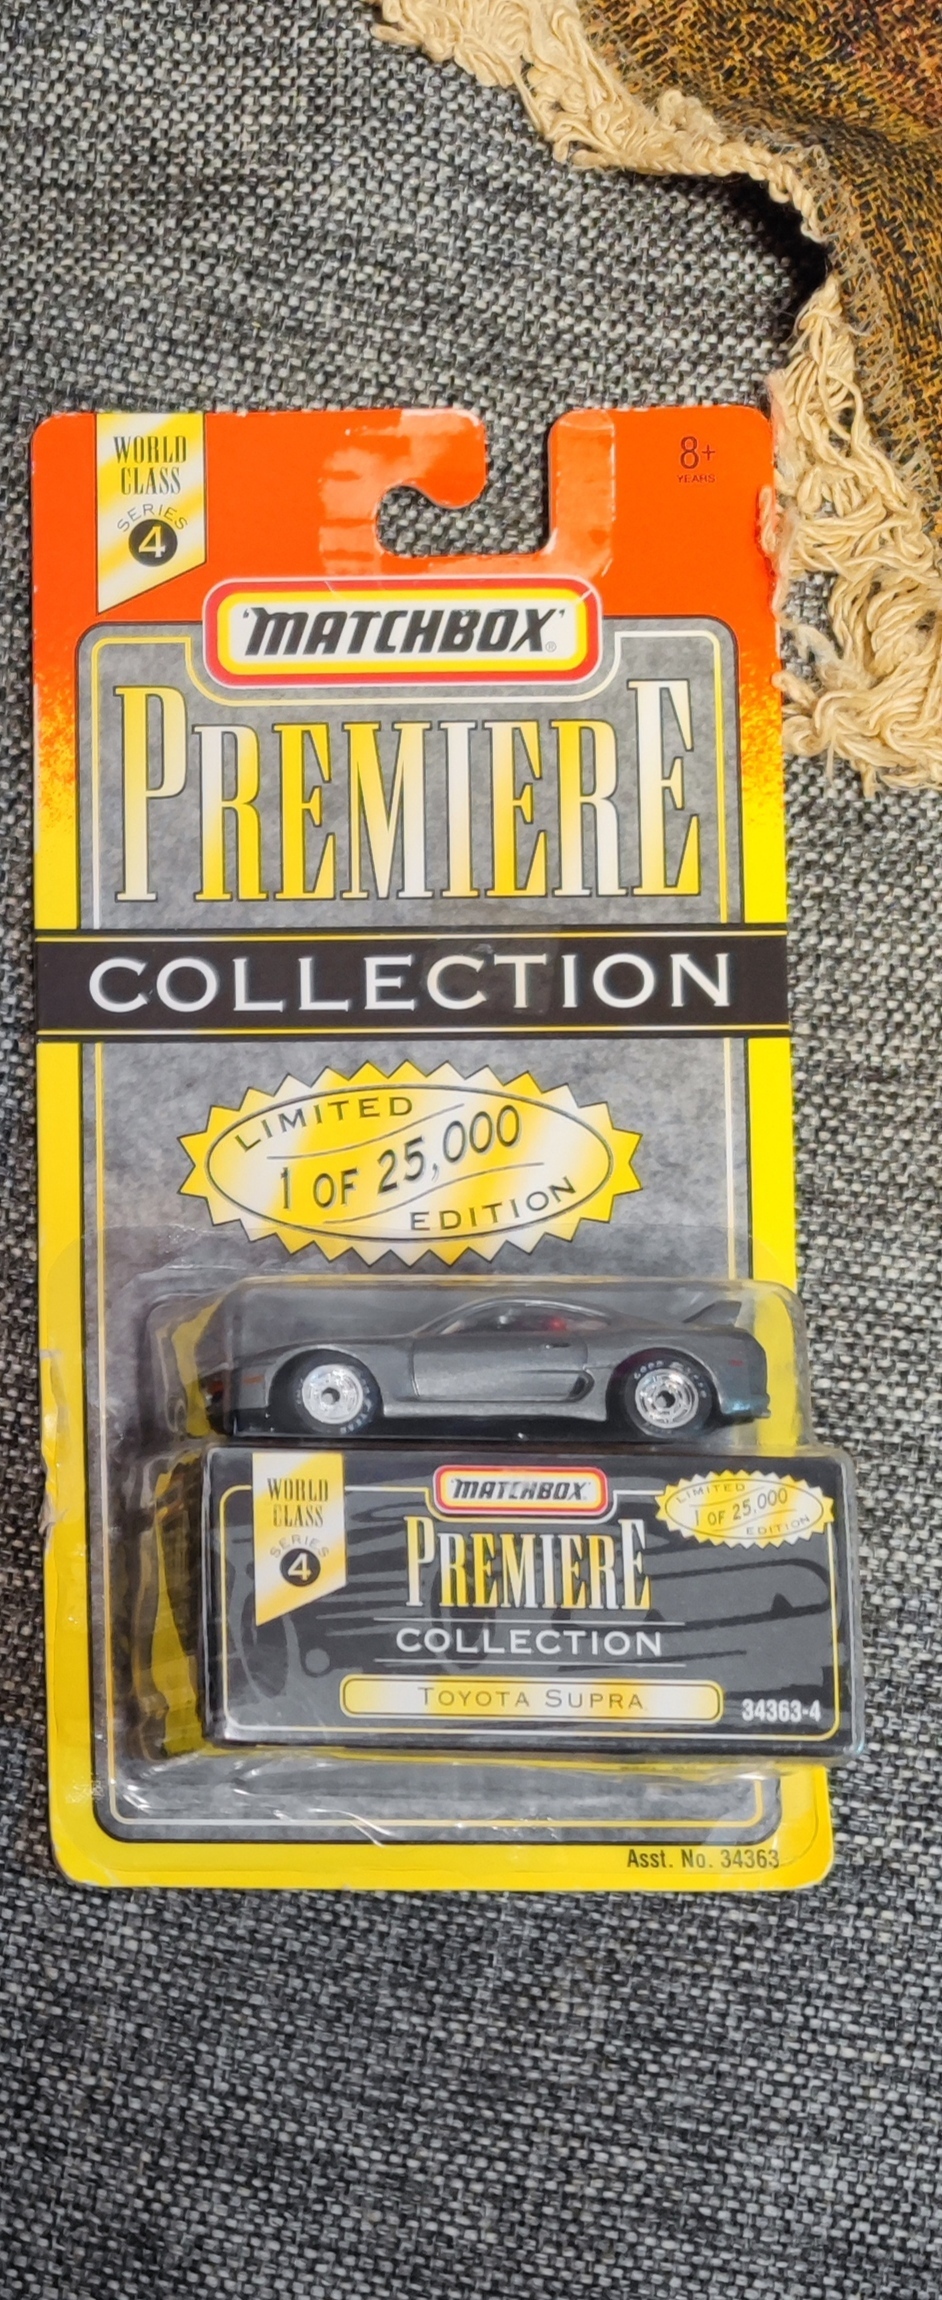 WORLD
CLASS
SERIES
4
8+
YEARS
'MATCHBOX'®
PREMIERE
COLLECTION
LIMITED
1 OF 25,000
EDITION
WORLD
CLASS
SERIES
4
'MATCHBOX'
LIMITED
1 OF 25,000
EDITION
PREMIERE
COLLECTION
TOYOTA SUPRA
34363-4
Asst. No. 34363